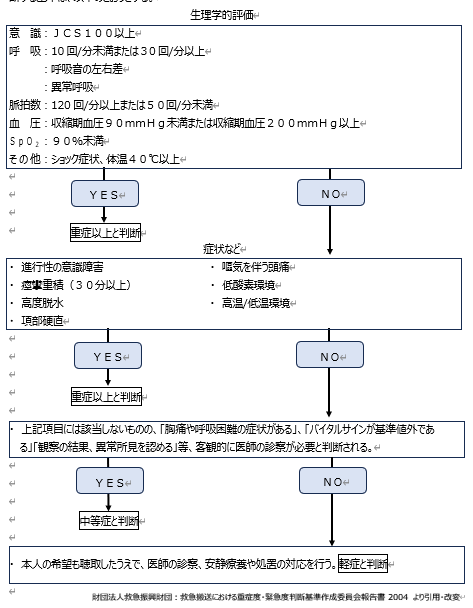 生理学的評価
意　識：ＪＣＳ１００以上
呼　吸：10回/分未満または３０回/分以上
：呼吸音の左右差
：異常呼吸
脈拍数：120回/分以上または５０回/分未満
血　圧：収縮期血圧９０ｍｍＨｇ未満または収縮期血圧２００ｍｍＨｇ以上
ＳｐＯ₂：９０％未満
その他：ショック症状、体温４０℃以上
ＹＥＳ　ＮＯ
重症以上と判断
症状など
・ 進行性の意識障害　・ 嘔気を伴う頭痛
・ 痙攣重積（３０分以上）　・ 低酸素環境
・ 高度脱水　・ 高温/低温環境
・ 項部硬直
ＹＥＳ　ＮＯ
重症以上と判断
・ 上記項目には該当しないものの、「胸痛や呼吸困難の症状がある」、「バイタルサインが基準値外であ
る」「観察の結果、異常所見を認める」等、客観的に医師の診察が必要と判断される。
ＹＥＳ　ＮＯ
中等症と判断
・ 本人の希望も聴取したうえで、医師の診察、安静療養や処置の対応を行う。軽症と判断
財団法人救急振興財団：救急搬送における重症度・緊急度判断基準作成委員会報告書 2004 より引用・改変